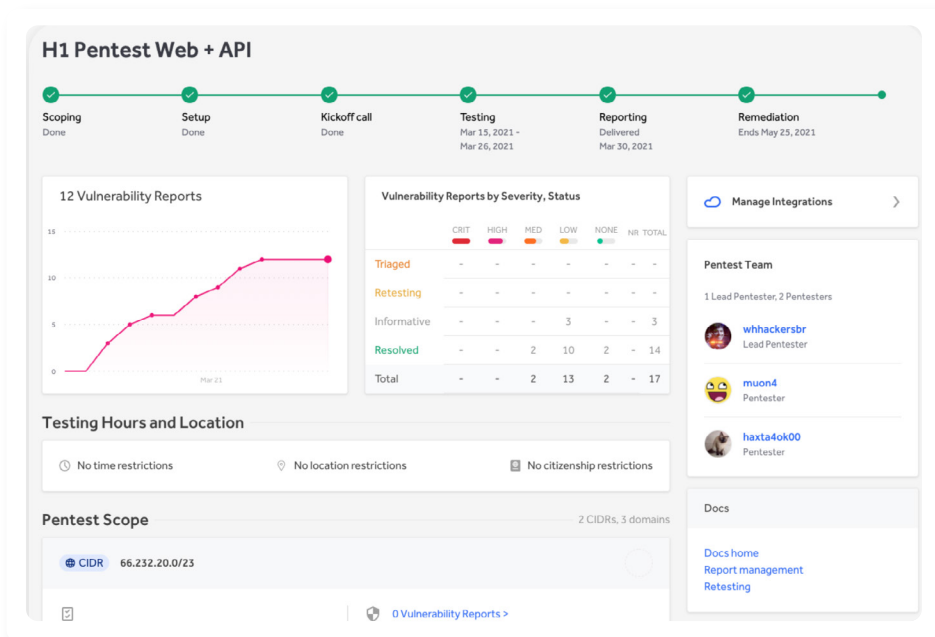 H1 Pentest Web + API
Scoping
Done
Setup
Done
Kickoff call
Done
Testing
Mar 15, 2021 -
Mar 26, 2021
Reporting
Delivered
Mar 30, 2021
Remediation
Ends May 25, 2021
12 Vulnerability Reports
15
10
5
0
Mar 21
Vulnerability Reports by Severity, Status
CRIT HIGH MED LOW NONE NR TOTAL
Triaged - - - - - - -
Retesting - - - - - - -
Informative - - - 3 - - 3
Resolved - - 2 10 2 - 14
Total - - 2 13 2 - 17
Manage Integrations
Pentest Team
1 Lead Pentester, 2 Pentesters
whhackersbr
Lead Pentester
muon4
Pentester
haxta4ok00
Pentester
Testing Hours and Location
No time restrictions
No location restrictions
No citizenship restrictions
Pentest Scope
2 CIDRs, 3 domains
CIDR 66.232.20.0/23
0 Vulnerability Reports >
Docs
Docs home
Report management
Retesting